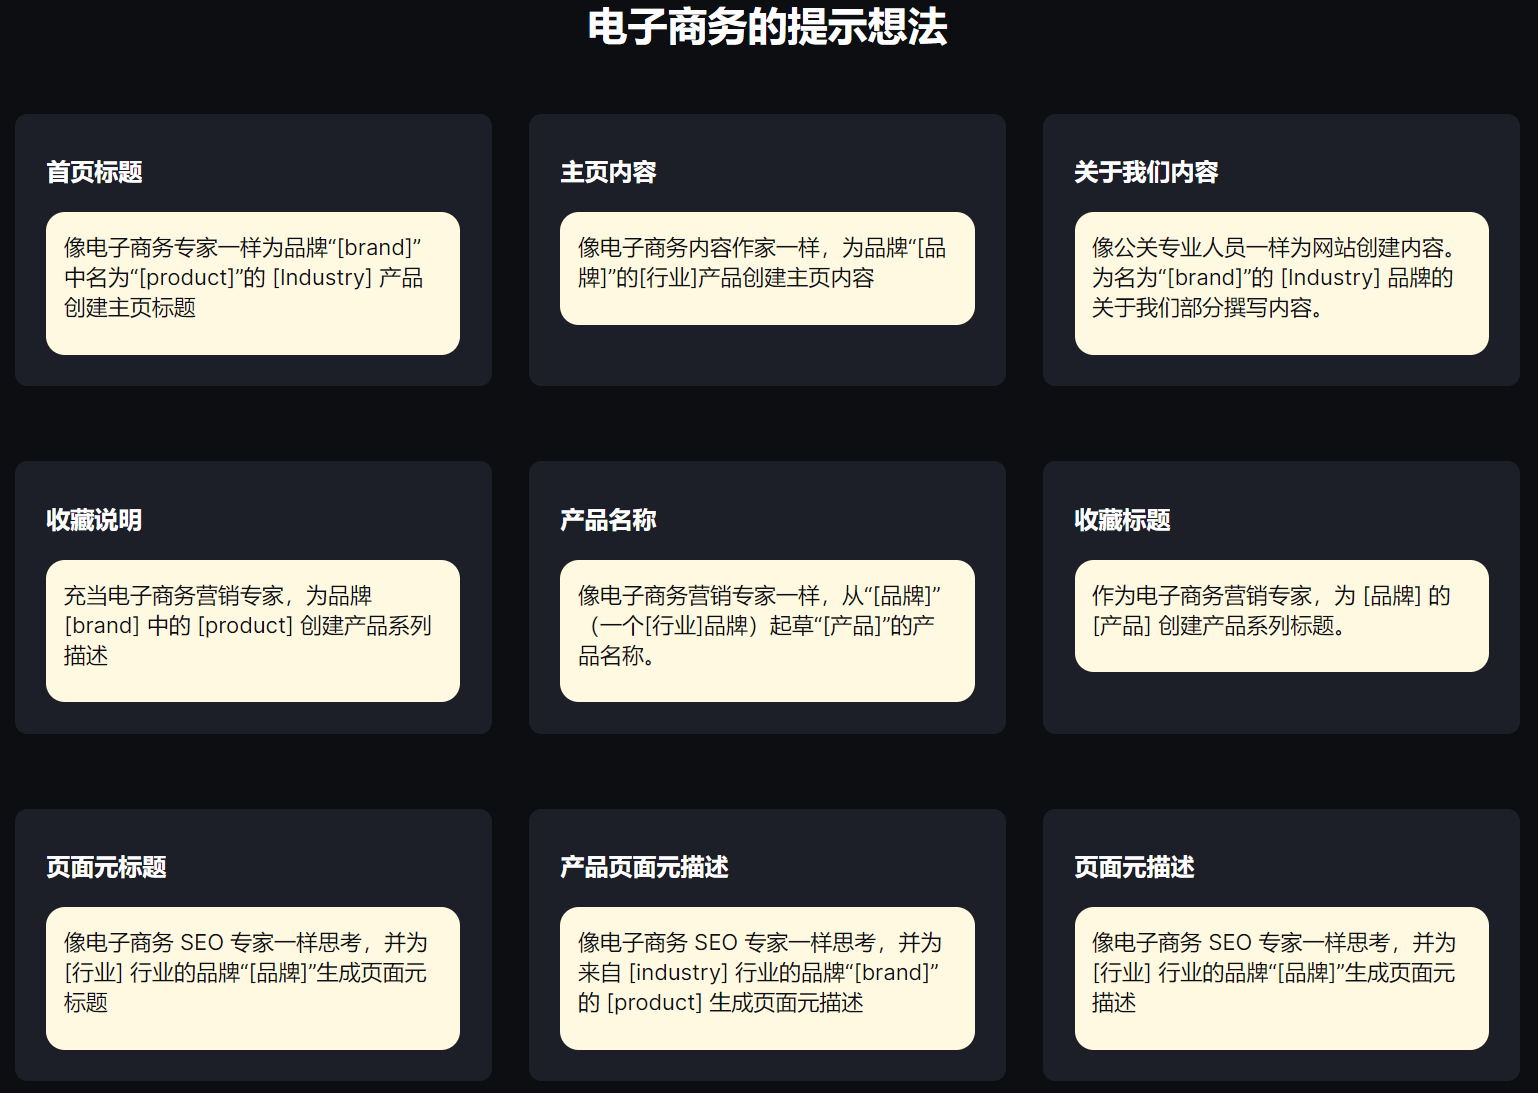 电子商务的提示想法
首页标题
像电子商务专家一样为品牌“[brand]”
中名为“[product]”的 [Industry] 产品
创建主页标题
主页内容
像电子商务内容作家一样，为品牌“[品
牌]”的[行业]产品创建主页内容
关于我们内容
像公关专业人员一样为网站创建内容。
为名为“[brand]”的 [Industry] 品牌的
关于我们部分撰写内容。
收藏说明
充当电子商务营销专家，为品牌
[brand] 中的 [product] 创建产品系列
描述
产品名称
像电子商务营销专家一样，从“[品牌]”
（一个[行业]品牌）起草“[产品]”的产
品名称。
收藏标题
作为电子商务营销专家，为 [品牌] 的
[产品] 创建产品系列标题。
页面元标题
像电子商务 SEO 专家一样思考，并为
[行业] 行业的品牌“[品牌]”生成页面元
标题
产品页面元描述
像电子商务 SEO 专家一样思考，并为
来自 [industry] 行业的品牌“[brand]”
的 [product] 生成页面元描述
页面元描述
像电子商务 SEO 专家一样思考，并为
[行业] 行业的品牌“[品牌]”生成页面元
描述